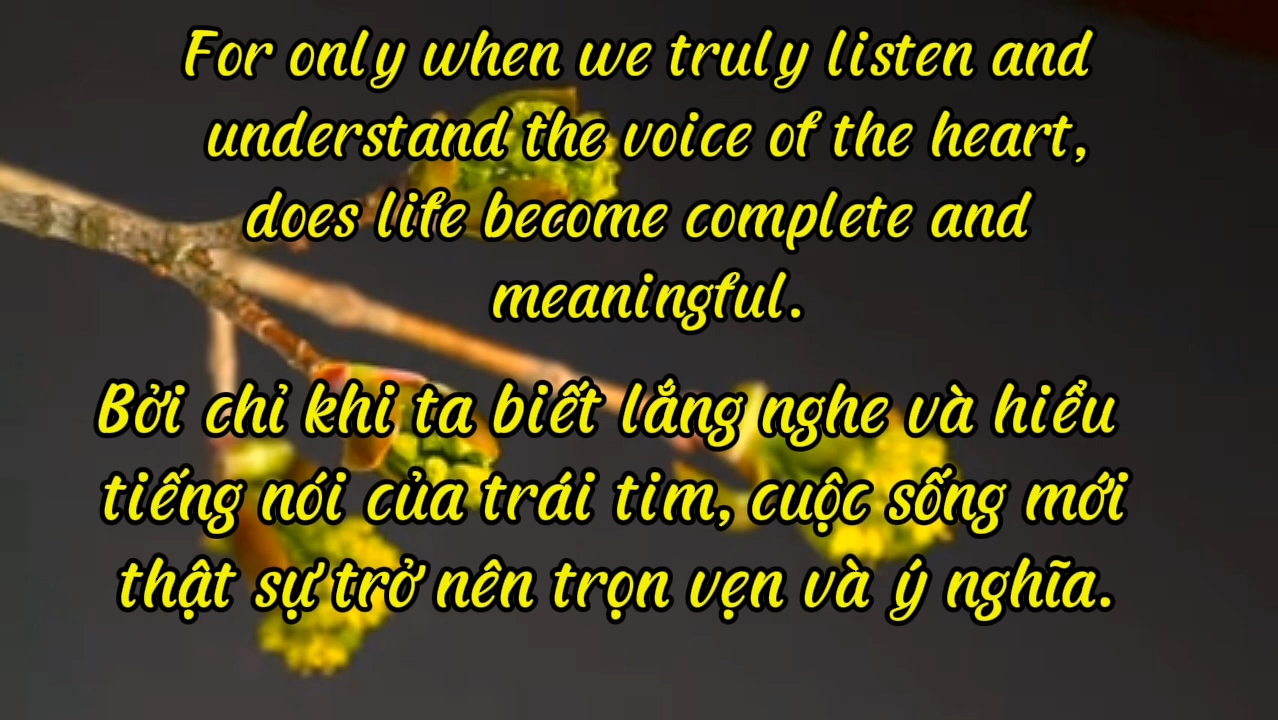 For only when we truly listen and
understand the voice of the heart,
does life become complete and
meaningful.
Bởi chỉ khi ta biết lắng nghe và hiểu
tiếng nói của trái tim, cuộc sống mới
thật sự trở nên trọn vẹn và ý nghĩa.